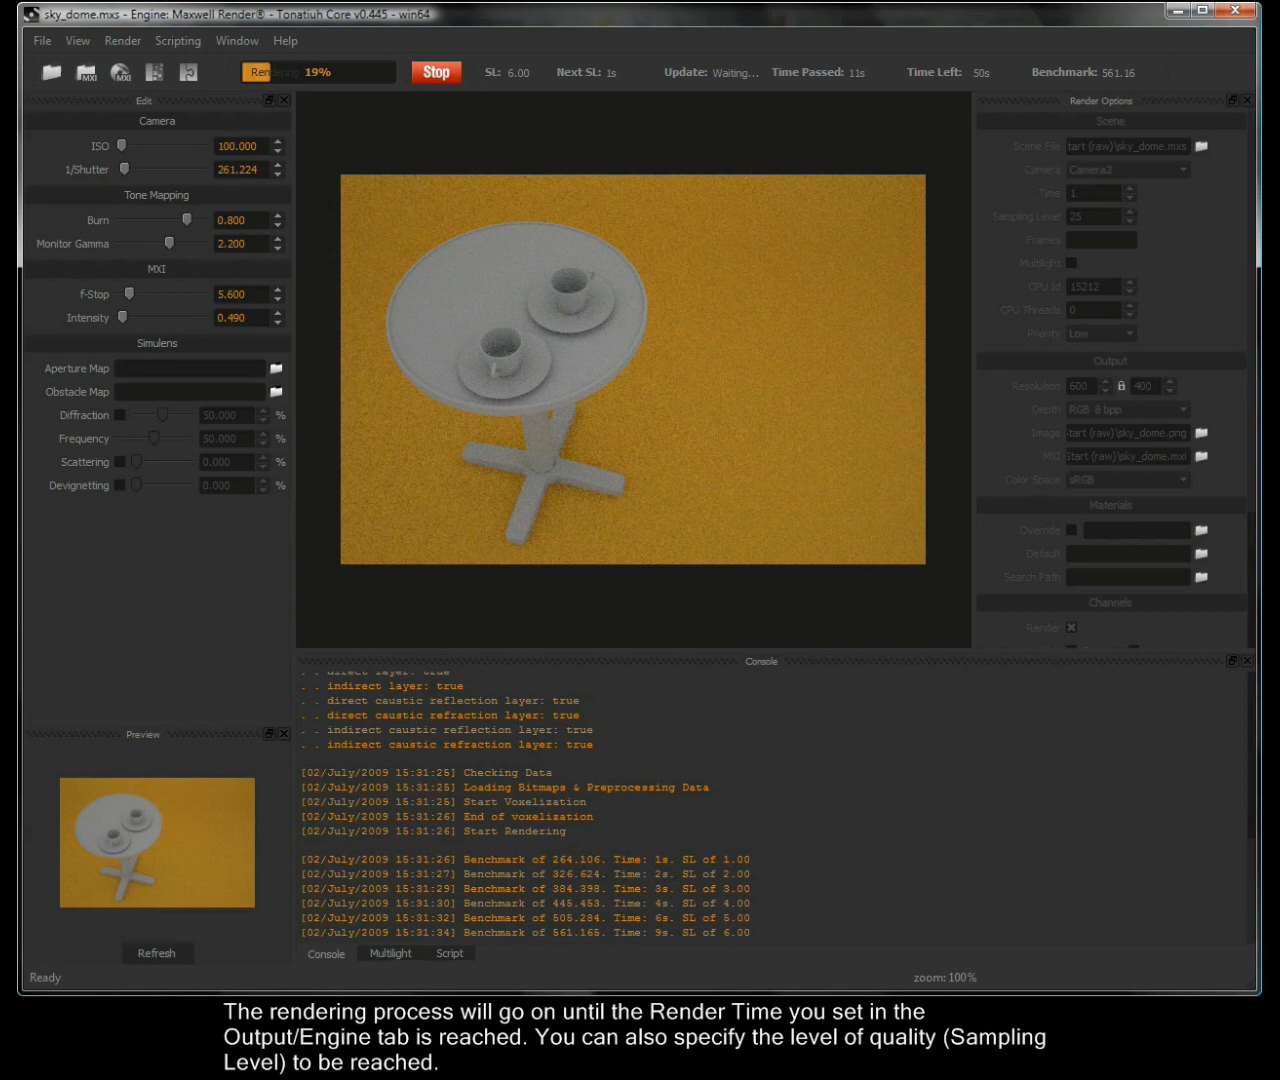 sky_dome.mxs - Engine: Maxwell Render® - Tonatiuh Core v0.445 - win64
File View Render Scripting Window Help
MXI MXI Rendering 19% Stop SL: 6.00 Next SL: 1s Update: Waiting... Time Passed: 11s Time Left: 50s Benchmark: 561.16
Edit
Camera
ISO 100.000
1/Shutter 261.224
Tone Mapping
Burn 0.800
Monitor Gamma 2.200
MXI
f-Stop 5.600
Intensity 0.490
Simulens
Aperture Map
Obstacle Map
Diffraction 50.000 %
Frequency 50.000 %
Scattering 0.000 %
Devignetting 0.000 %
Preview
Refresh
Ready
Render Options
Scene
Scene File tart (raw)\sky_dome.mxs
Camera Camera2
Time 1
Sampling Level 25
Frames
Multilight
CPU Id 15212
CPU Threads 0
Priority Low
Output
Resolution 600 400
Depth RGB 8 bpp
Image Start (raw)\sky_dome.png
MXI Start (raw)\sky_dome.mxi
Color Space sRGB
Materials
Override
Default
Search Path
Channels
Render
Console
. . direct layer: true
. . indirect layer: true
. . direct caustic reflection layer: true
. . direct caustic refraction layer: true
. . indirect caustic reflection layer: true
. . indirect caustic refraction layer: true
[02/July/2009 15:31:25] Checking Data
[02/July/2009 15:31:25] Loading Bitmaps & Preprocessing Data
[02/July/2009 15:31:25] Start Voxelization
[02/July/2009 15:31:26] End of voxelization
[02/July/2009 15:31:26] Start Rendering
[02/July/2009 15:31:26] Benchmark of 264.106. Time: 1s. SL of 1.00
[02/July/2009 15:31:27] Benchmark of 326.624. Time: 2s. SL of 2.00
[02/July/2009 15:31:29] Benchmark of 384.398. Time: 3s. SL of 3.00
[02/July/2009 15:31:30] Benchmark of 445.453. Time: 4s. SL of 4.00
[02/July/2009 15:31:32] Benchmark of 505.284. Time: 6s. SL of 5.00
[02/July/2009 15:31:34] Benchmark of 561.165. Time: 9s. SL of 6.00
Console Multilight Script
zoom: 100%
The rendering process will go on until the Render Time you set in the
Output/Engine tab is reached. You can also specify the level of quality (Sampling
Level) to be reached.